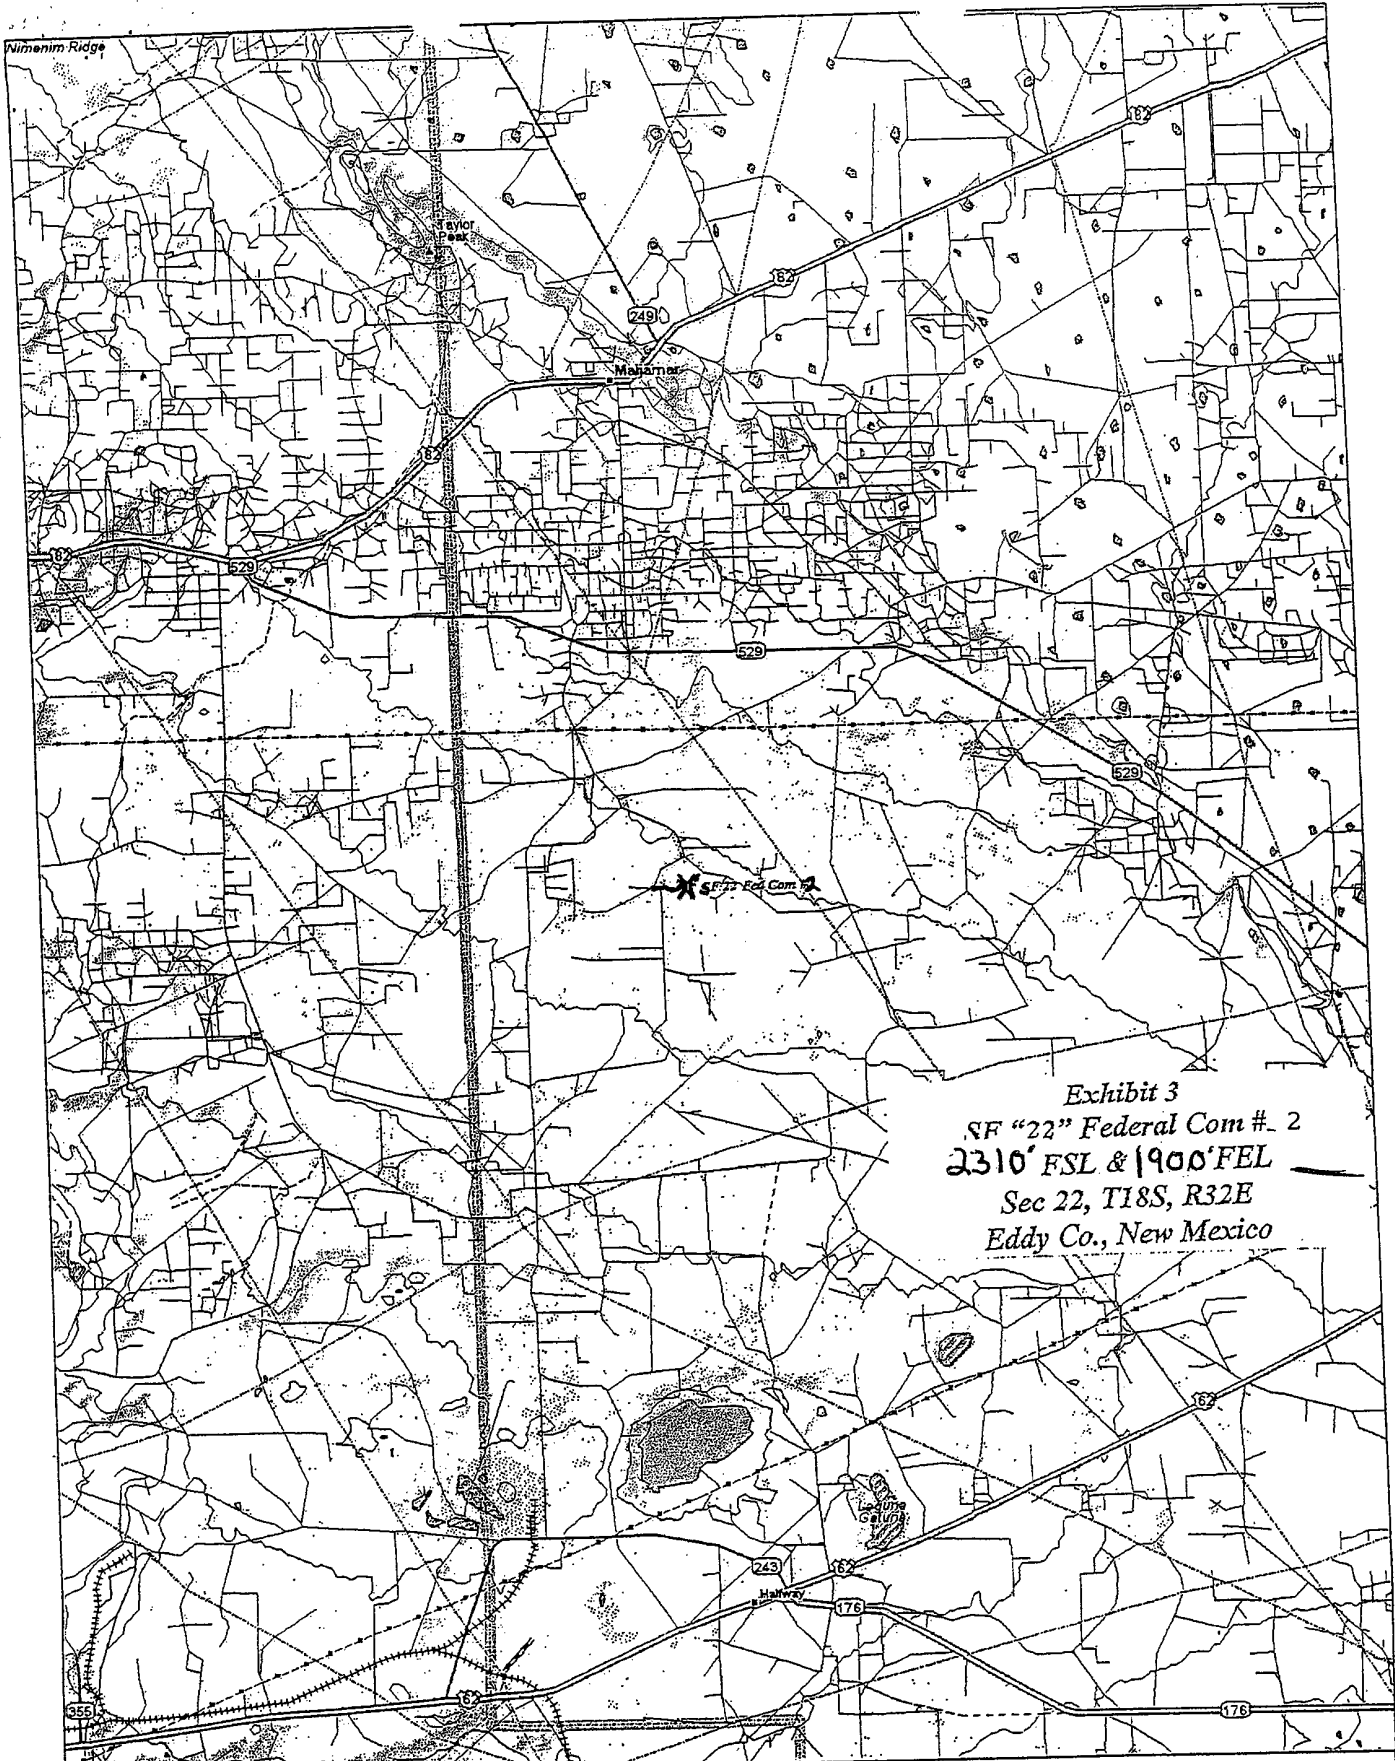 Nimenim Ridge
82
Taylor
Peak
82
249
Maljamar
82
82
529
529
529
SF 22 Fed Com 2
Exhibit 3
SF "22" Federal Com # 2
2310' FSL & 1900' FEL
Sec 22, T18S, R32E
Eddy Co., New Mexico
62
Laguna
Gatuna
243
62
Halfway
176
355
62
176